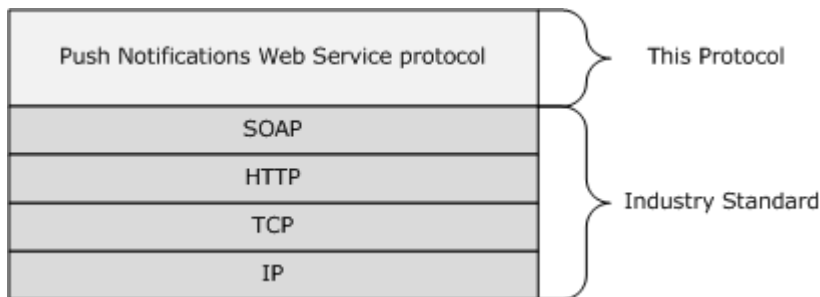 Push Notifications Web Service protocol
This Protocol
SOAP
HTTP
TCP
IP
Industry Standard